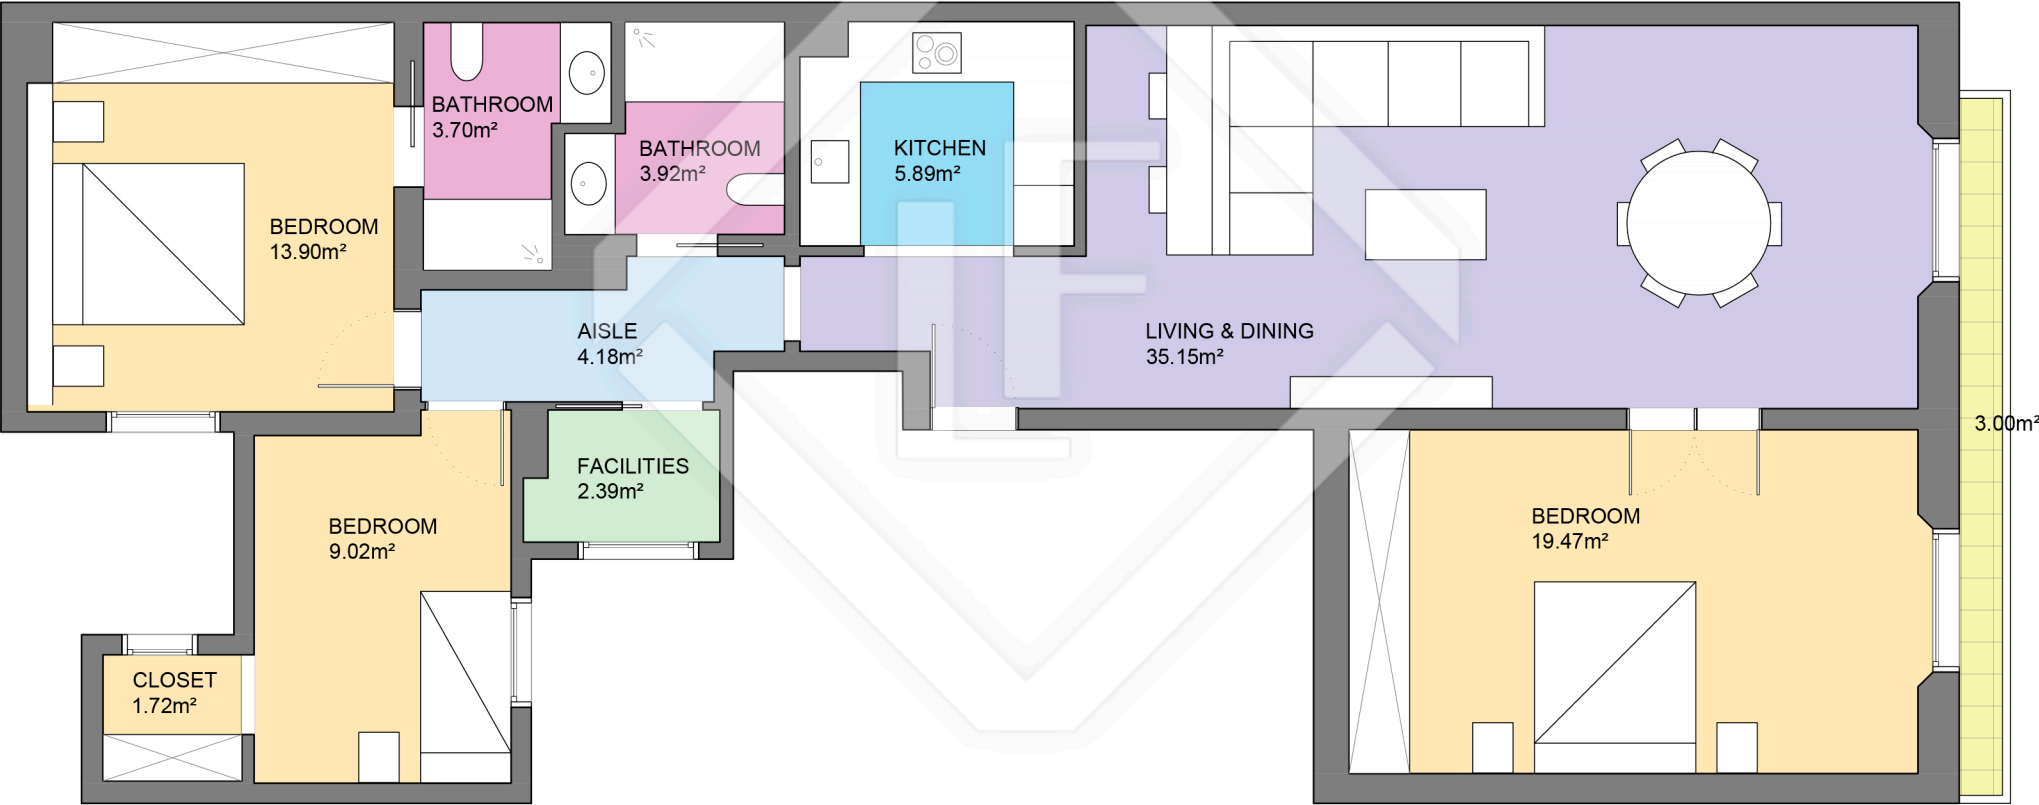 BATHROOM
3.70m²
BATHROOM
3.92m²
KITCHEN
5.89m²
BEDROOM
13.90m²
AISLE
4.18m²
LIVING & DINING
35.15m²
3.00m²
FACILITIES
2.39m²
BEDROOM
9.02m²
BEDROOM
19.47m²
CLOSET
1.72m²
LF